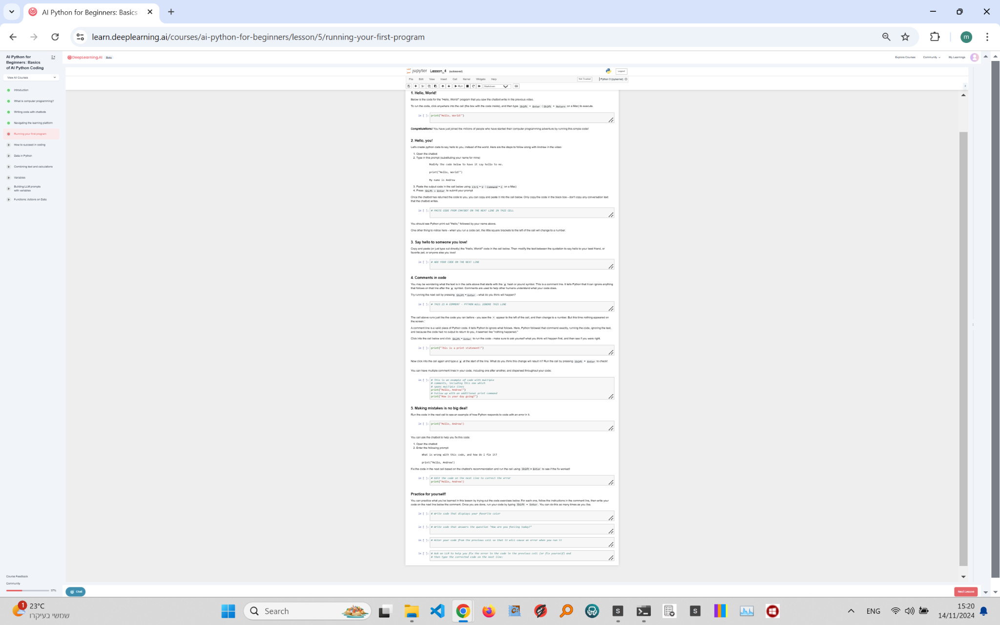 AI Python for Beginners: Basics
learn.deeplearning.ai/courses/ai-python-for-beginners/lesson/5/running-your-first-program
m
AI Python for
Beginners: Basics
of AI Python Coding
View All Courses
Introduction
What is computer programming?
Writing code with chatbots
Navigating the learning platform
Running your first program
How to succeed in coding
Data in Python
Combining text and calculations
Variables
Building LLM prompts
with variables
Functions: Actions on Data
Course Feedback
Community
37%
DeepLearning.AI Beta
Explore Courses Community My Learnings
jupyter Lesson_4 (autosaved)
Logout
File Edit View Insert Cell Kernel Widgets Help
Not Trusted Python 3 (ipykernel)
Run Markdown
1. Hello, World!
Below is the code for the "Hello, World!" program that you saw the chatbot write in the previous video.
To run the code, click anywhere into the cell (the box with the code inside), and then type Shift + Enter ( Shift + Return on a Mac) to execute.
In [ ]: print("Hello, World!")
Congratulations! You have just joined the millions of people who have started their computer programming adventure by running this simple code!
2. Hello, you!
Let's create python code to say hello to you, instead of the world. Here are the steps to follow along with Andrew in the video:
1. Open the chatbot
2. Type in this prompt (substituting your name for mine)
Modify the code below to have it say hello to me.
print("Hello, World!")
My name is Andrew
3. Paste the output code in the cell below using Ctrl + V ( Command + C on a Mac)
4. Press Shift + Enter to submit your prompt
Once the chatbot has returned the code to you, you can copy and paste it into the cell below. Only copy the code in the black box - don't copy any conversation text
that the chatbot writes.
In [ ]: # PASTE CODE FROM CHATBOT ON THE NEXT LINE IN THIS CELL
You should see Python print out "Hello," followed by your name above.
One other thing to notice here - when you run a code cell, the little square brackets to the left of the cell will change to a number.
3. Say hello to someone you love!
Copy and paste (or just type out directly) the "Hello, World!" code in the cell below. Then modify the text between the quotation to say hello to your best friend, or
favorite pet, or anyone else you love!
In [ ]: # ADD YOUR CODE ON THE NEXT LINE
4. Comments in code
You may be wondering what the text is in the cells above that starts with the # hash or pound symbol. This is a comment line. It tells Python that it can ignore anything
that follows on that line after the # symbol. Comments are used to help other humans understand what your code does.
Try running the next cell by pressing Shift + Enter - what do you think will happen?
In [ ]: # THIS IS A COMMENT - PYTHON WILL IGNORE THIS LINE
The cell above runs just like the code you ran before - you saw the * appear to the left of the cell, and then change to a number. But this time nothing appeared on
the screen.`
A comment line is a valid piece of Python code. It tells Python to ignore what follows. Here, Python followed that command exactly, running the code, ignoring the text,
and because the code had no output to return to you, it seemed like "nothing happened."
Click into the cell below and click Shift + Enter to run the code - make sure to ask yourself what you think will happen first, and then see if you were right.
In [ ]: print("This is a print statement!")
Now click into the cell again and type a # at the start of the line. What do you think this change will result in? Run the cell by pressing Shift + Enter to check!
You can have multiple comment lines in your code, including one after another, and dispersed throughout your code:
In [ ]: # This is an example of code with multiple
# comments, including this one which
# spans multiple lines
print("Hello, Andrew!")
# Follow up with an additional print command
print("How is your day going?")
5. Making mistakes is no big deal!
Run the code in the next cell to see an example of how Python responds to code with an error in it.
In [ ]: print("Hello, Andrew!)
You can ask the chatbot to help you fix this code.
1. Open the chatbot
2. Enter the following prompt:
What is wrong with this code, and how do I fix it?
print("Hello, Andrew!)
Fix the code in the next cell based on the chatbot's recommendation and run the cell using Shift + Enter to see if the fix worked!
In [ ]: # Edit the code on the next line to correct the error
print("Hello, Andrew!)
Practice for yourself!
You can practice what you've learned in this lesson by trying out the code exercises below. For each one, follow the instructions in the comment line, then write your
code on the next line below the comment. Once you are done, run your code by typing Shift + Enter . You can do this as many times as you like.
In [ ]: # Write code that displays your favorite color
In [ ]: # Write code that answers the question "How are you feeling today?"
In [ ]: # Alter your code from the previous cell so that it will cause an error when you run it
In [ ]: # Ask an LLM to help you fix the error in the code in the previous cell (or fix yourself) and
# then type the corrected code on the next line:
Chat
Next Lesson
1
23°C
שמשי בעיקרו
Search
S
S
ENG
15:20
14/11/2024